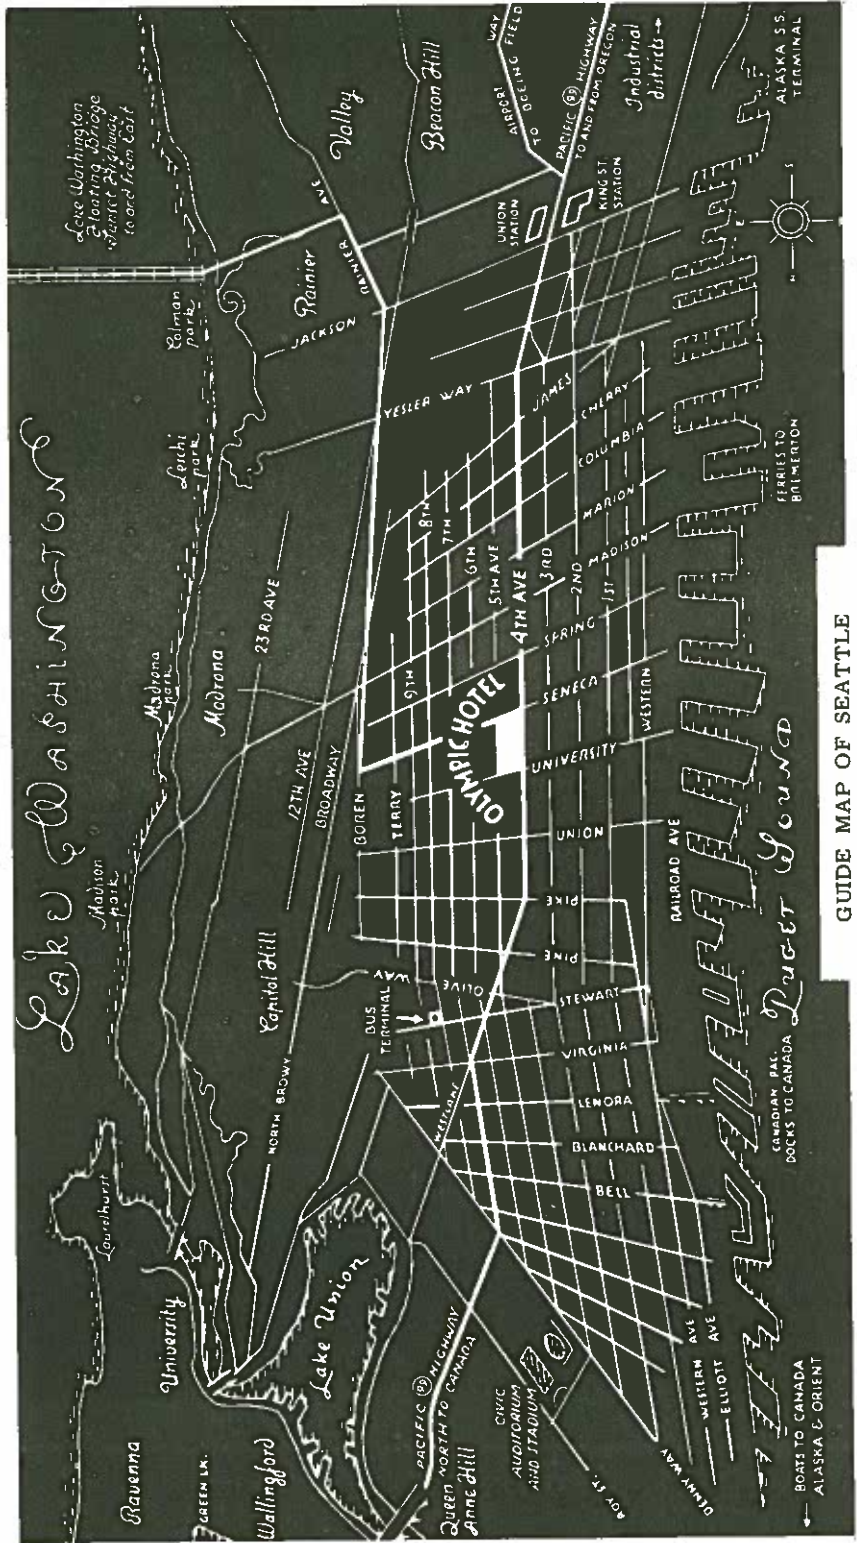 LAKE WASHINGTON
Lake Washington
Floating Bridge
Sunset Highway
to and from East
Colman
park
Leschi
park
Madrona
park
Madison
park
Laurelhurst
University
Ravenna
GREEN LK.
Wallingford
Lake Union
Queen
Anne Hill
Capitol Hill
Madrona
Rainier
Valley
Beacon Hill
RAINIER
AVE
JACKSON
YESLER WAY
23RD AVE
12TH AVE
BROADWAY
NORTH BROWY
BOREN
TERRY
9TH
8TH
7TH
6TH
5TH AVE
4TH AVE
3RD
2ND
1ST
WESTERN
RAILROAD AVE
JAMES
CHERRY
COLUMBIA
MARION
MADISON
SPRING
SENECA
UNIVERSITY
UNION
PIKE
PINE
OLIVE
WAY
STEWART
VIRGINIA
LENORA
BLANCHARD
BELL
WESTLAKE
OLYMPIC HOTEL
BUS
TERMINAL
UNION
STATION
KING ST.
STATION
AIRPORT
WAY
TO
BOEING FIELD
PACIFIC 99 HIGHWAY
TO AND FROM OREGON
Industrial
districts
ALASKA S.S.
TERMINAL
N
E
S
FERRIES TO
BREMERTON
PUGET SOUND
CANADIAN PAC.
DOCKS TO CANADA
PACIFIC 99 HIGHWAY
NORTH TO CANADA
CIVIC
AUDITORIUM
AND STADIUM
ROY ST.
DENNY WAY
WESTERN AVE
ELLIOTT AVE
BOATS TO CANADA
ALASKA & ORIENT
GUIDE MAP OF SEATTLE